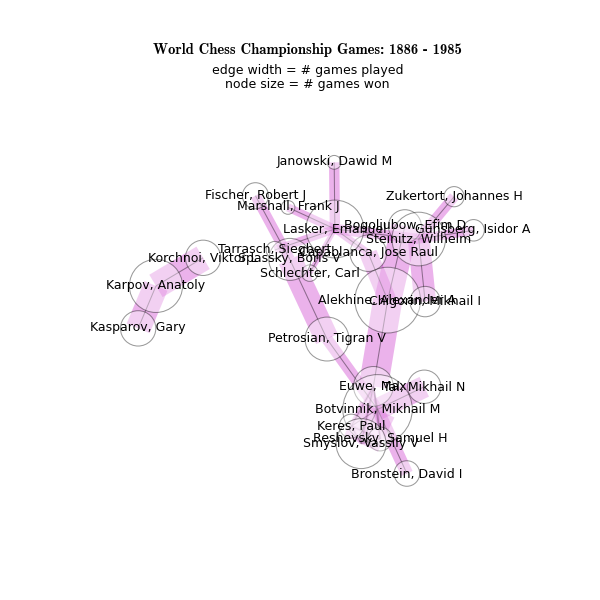 World Chess Championship Games: 1886 - 1985
edge width = # games played
node size = # games won
Janowski, Dawid M
Fischer, Robert J
Zukertort, Johannes H
Marshall, Frank J
Bogoljubow, Efim D
Lasker, Emanuel
Gunsberg, Isidor A
Steinitz, Wilhelm
Tarrasch, Siegbert
Capablanca, Jose Raul
Korchnoi, Viktor L
Spassky, Boris V
Schlechter, Carl
Karpov, Anatoly
Alekhine, Alexander A
Chigorin, Mikhail I
Kasparov, Gary
Petrosian, Tigran V
Euwe, Max
Tal, Mikhail N
Botvinnik, Mikhail M
Keres, Paul
Reshevsky, Samuel H
Smyslov, Vassily V
Bronstein, David I